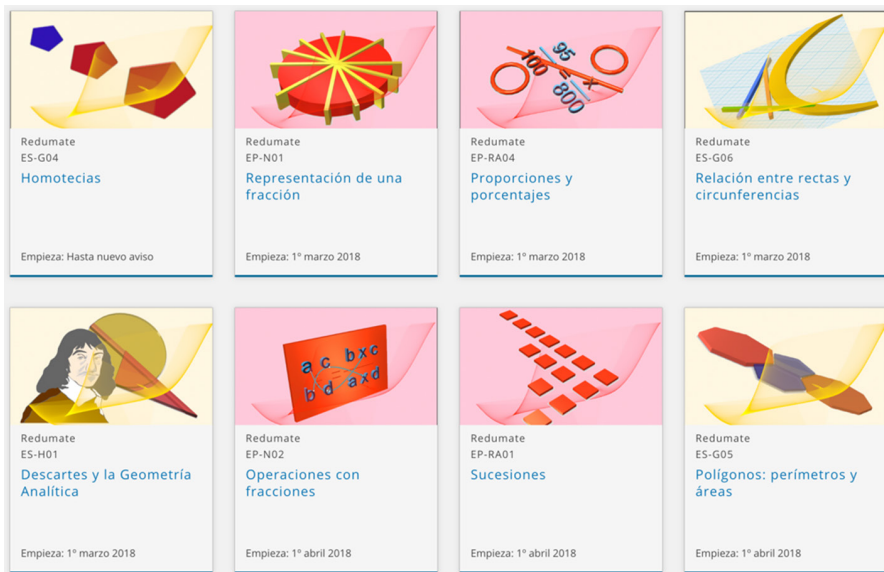 Redumate
ES-G04
Homotecias
Empieza: Hasta nuevo aviso
Redumate
EP-N01
Representación de una
fracción
Empieza: 1º marzo 2018
100
95
=
800
x
Redumate
EP-RA04
Proporciones y
porcentajes
Empieza: 1º marzo 2018
Redumate
ES-G06
Relación entre rectas y
circunferencias
Empieza: 1º marzo 2018
Redumate
ES-H01
Descartes y la Geometría
Analítica
Empieza: 1º marzo 2018
a c = bxc
b d axd
Redumate
EP-N02
Operaciones con
fracciones
Empieza: 1º abril 2018
Redumate
EP-RA01
Sucesiones
Empieza: 1º abril 2018
Redumate
ES-G05
Polígonos: perímetros y
áreas
Empieza: 1º abril 2018